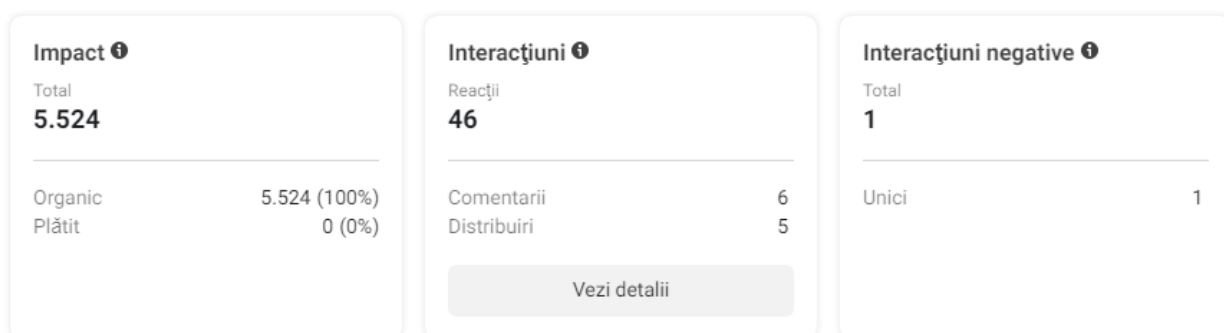 Impact
Total
5.524
Organic 5.524 (100%)
Plătit 0 (0%)
Interacţiuni
Reacţii
46
Comentarii 6
Distribuiri 5
Vezi detalii
Interacţiuni negative
Total
1
Unici 1